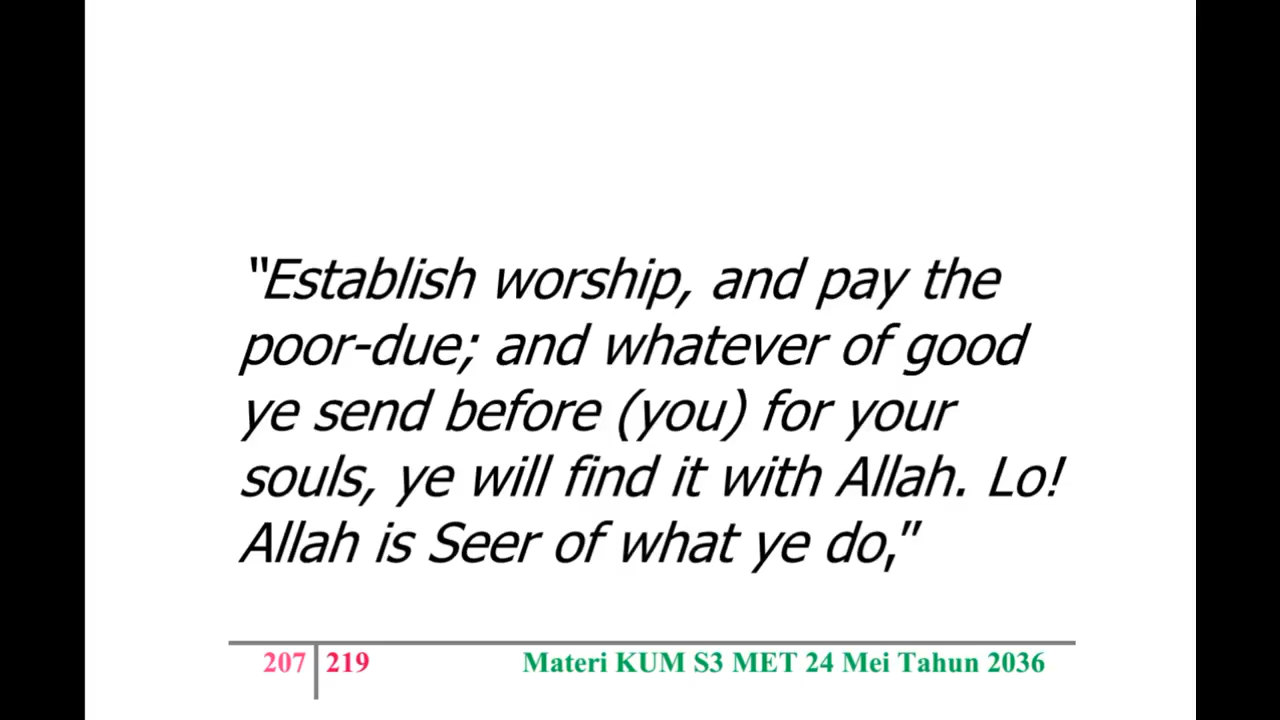 “Establish worship, and pay the
poor-due; and whatever of good
ye send before (you) for your
souls, ye will find it with Allah. Lo!
Allah is Seer of what ye do,”
207 219 Materi KUM S3 MET 24 Mei Tahun 2036